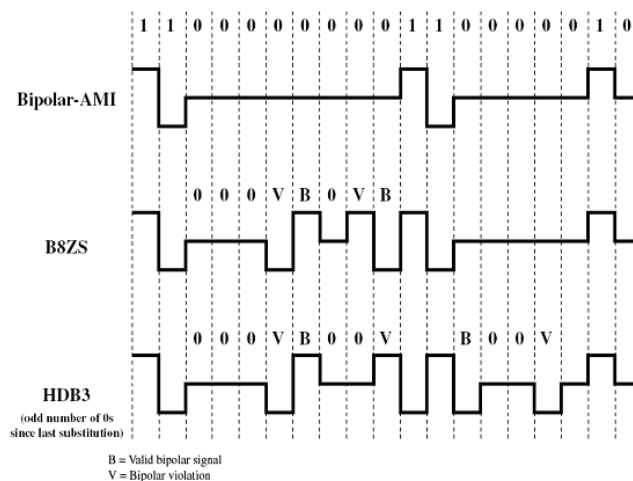 1 1 0 0 0 0 0 0 0 0 1 1 0 0 0 0 0 1 0
Bipolar-AMI
0 0 0 V B 0 V B
B8ZS
0 0 0 V B 0 0 V B 0 0 V
HDB3
(odd number of 0s
since last substitution)
B = Valid bipolar signal
V = Bipolar violation